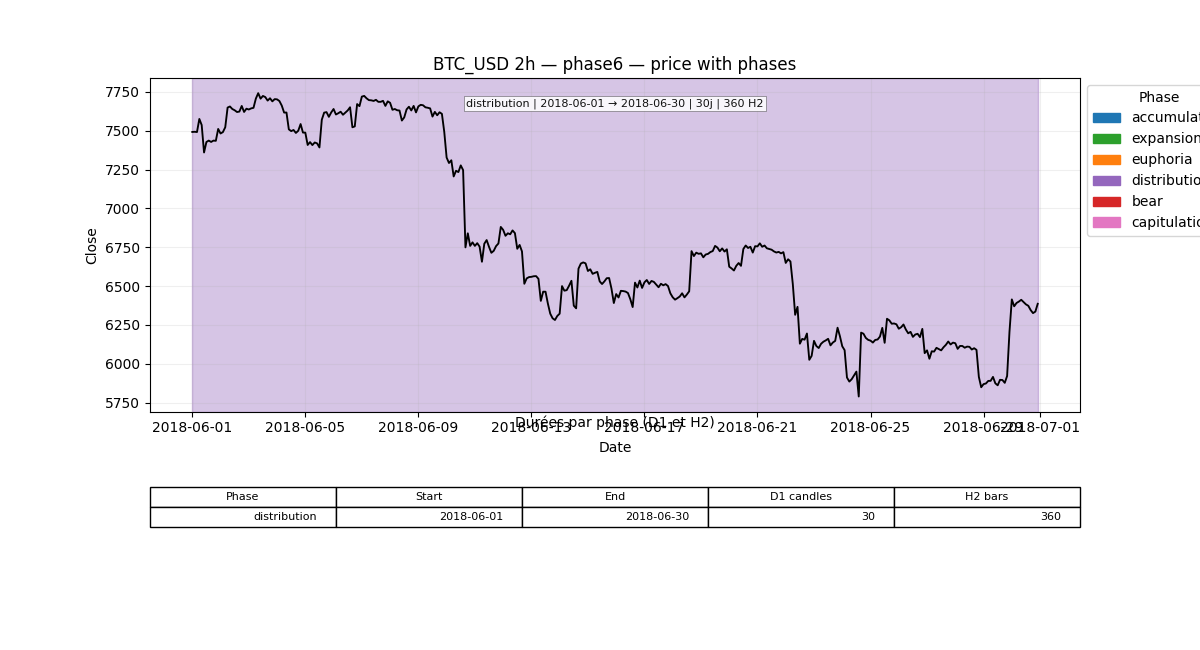 BTC_USD 2h — phase6 — price with phases
distribution | 2018-06-01 → 2018-06-30 | 30j | 360 H2
Close
7750
7500
7250
7000
6750
6500
6250
6000
5750
Phase
accumulat
expansion
euphoria
distributio
bear
capitulatio
2018-06-01 2018-06-05 2018-06-09 2018-06-13 2018-06-17 2018-06-21 2018-06-25 2018-06-29 2018-07-01
Durées par phase (D1 et H2)
Date
Phase Start End D1 candles H2 bars
distribution 2018-06-01 2018-06-30 30 360